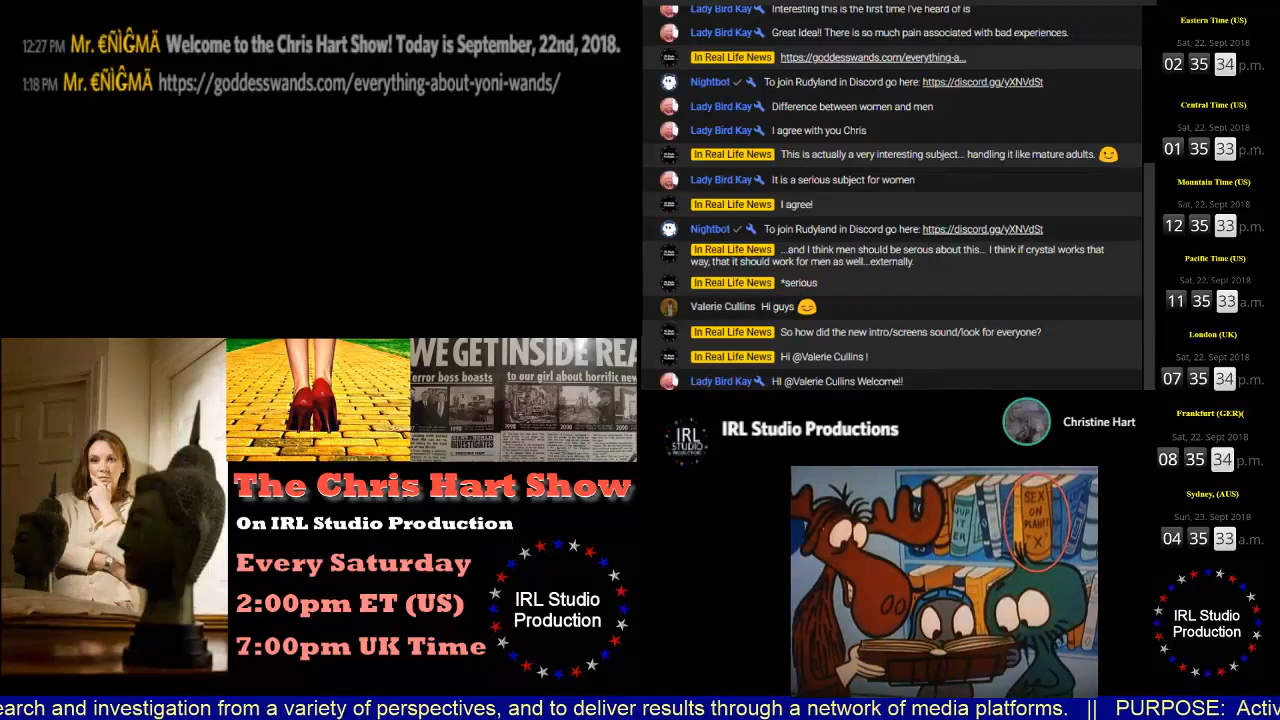 12:27 PM Mr. €ÑÌĜMÄ Welcome to the Chris Hart Show! Today is September, 22nd, 2018.
1:18 PM Mr. €ÑÌĜMÄ https://goddesswands.com/everything-about-yoni-wands/
Lady Bird Kay Interesting this is the first time I've heard of is
Lady Bird Kay Great Idea!! There is so much pain associated with bad experiences.
In Real Life News https://goddesswands.com/everything-a...
Nightbot To join Rudyland in Discord go here: https://discord.gg/yXNVdSt
Lady Bird Kay Difference between women and men
Lady Bird Kay I agree with you Chris
In Real Life News This is actually a very interesting subject... handling it like mature adults.
Lady Bird Kay It is a serious subject for women
In Real Life News I agree!
Nightbot To join Rudyland in Discord go here: https://discord.gg/yXNVdSt
In Real Life News ...and I think men should be serous about this... I think if crystal works that
way, that it should work for men as well...externally.
In Real Life News *serious
Valerie Cullins Hi guys
In Real Life News So how did the new intro/screens sound/look for everyone?
In Real Life News Hi @Valerie Cullins !
Lady Bird Kay HI @Valerie Cullins Welcome!!
Eastern Time (US)
Sat, 22. Sept 2018
02 35 34 p.m.
Central Time (US)
Sat, 22. Sept 2018
01 35 33 p.m.
Mountain Time (US)
Sat, 22. Sept 2018
12 35 33 p.m.
Pacific Time (US)
Sat, 22. Sept 2018
11 35 33 a.m.
London (UK)
Sat, 22. Sept 2018
07 35 34 p.m.
Frankfurt (GER)(
Sat, 22. Sept 2018
08 35 34 p.m.
Sydney, (AUS)
Sun, 23. Sept 2018
04 35 33 a.m.
IRL Studio
Production
WE GET INSIDE REA
error boss boasts
to our girl about horrific new
The Chris Hart Show
On IRL Studio Production
Every Saturday
2:00pm ET (US)
7:00pm UK Time
IRL Studio
Production
IRL
STUDIO
IRL Studio Productions
Christine Hart
SEX
ON
PLANET
"X"
earch and investigation from a variety of perspectives, and to deliver results through a network of media platforms. || PURPOSE: Activ